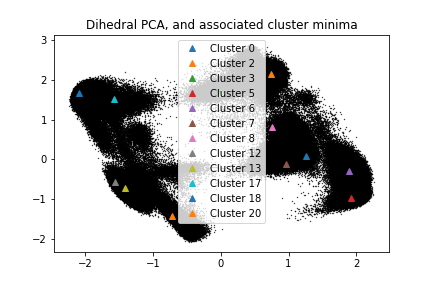 Dihedral PCA, and associated cluster minima
3
2
1
0
−1
−2
Cluster 0
Cluster 2
Cluster 3
Cluster 5
Cluster 6
Cluster 7
Cluster 8
Cluster 12
Cluster 13
Cluster 17
Cluster 18
Cluster 20
−2
−1
0
1
2